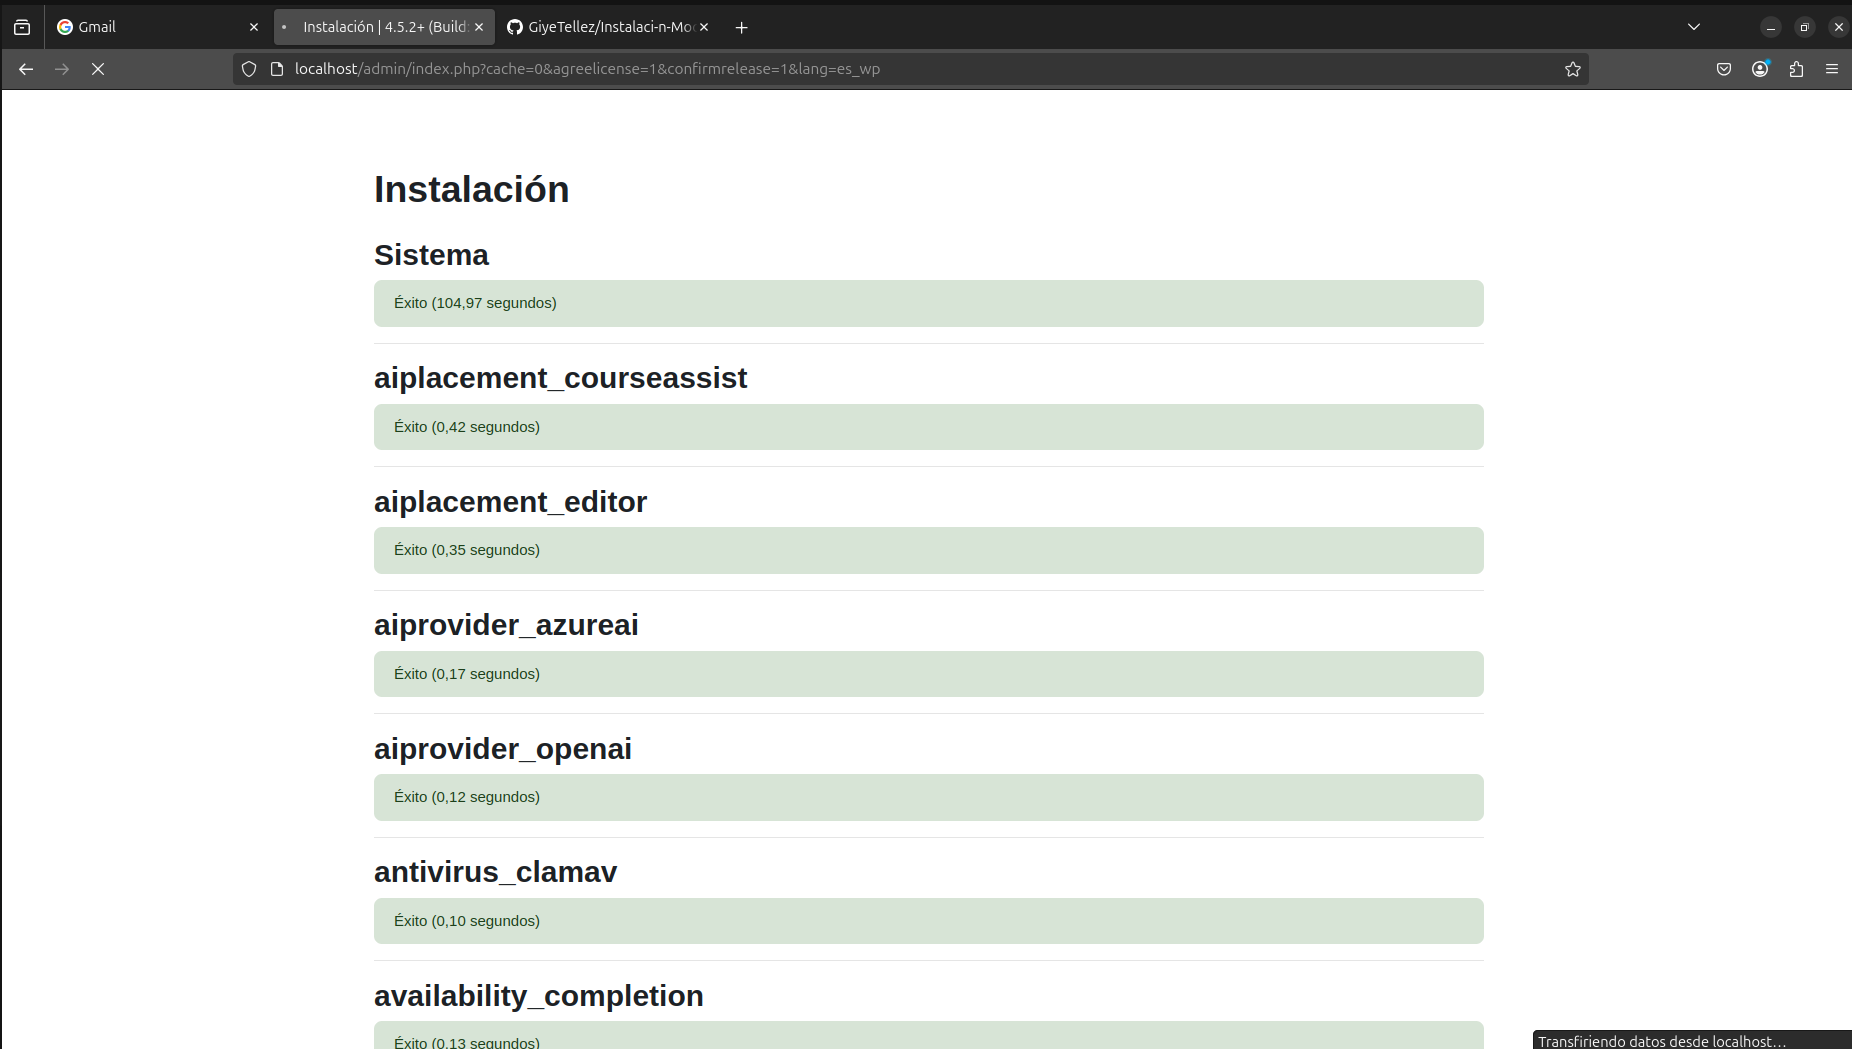 Gmail
Instalación | 4.5.2+ (Build:
GiyeTellez/Instalaci-n-Moo
localhost/admin/index.php?cache=0&agreelicense=1&confirmrelease=1&lang=es_wp
Instalación
Sistema
Éxito (104,97 segundos)
aiplacement_courseassist
Éxito (0,42 segundos)
aiplacement_editor
Éxito (0,35 segundos)
aiprovider_azureai
Éxito (0,17 segundos)
aiprovider_openai
Éxito (0,12 segundos)
antivirus_clamav
Éxito (0,10 segundos)
availability_completion
Éxito (0,13 segundos)
Transfiriendo datos desde localhost…